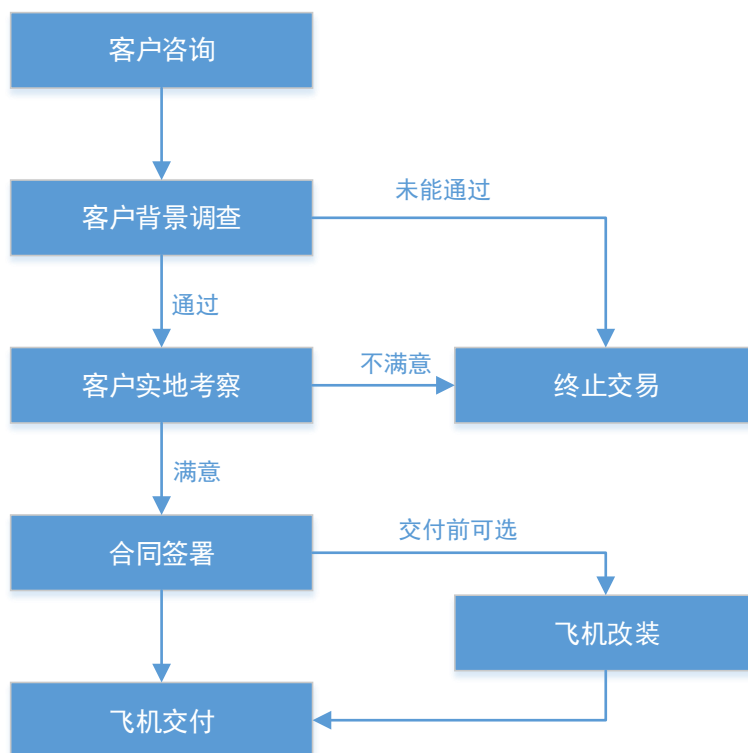 客户咨询
客户背景调查
未能通过
通过
客户实地考察
不满意
终止交易
满意
合同签署
交付前可选
飞机改装
飞机交付